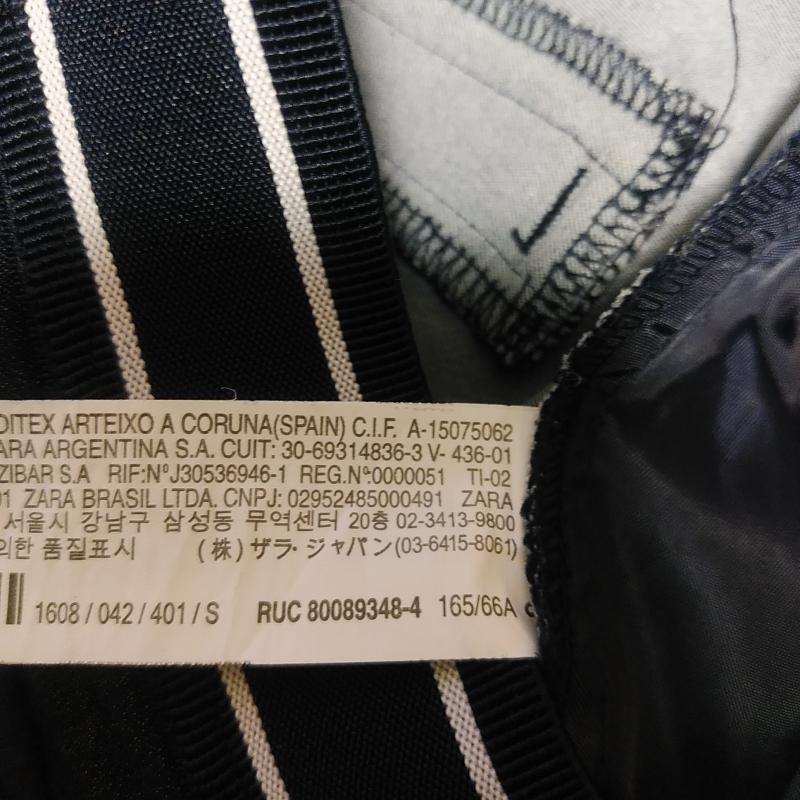 DITEX ARTEIXO A CORUNA(SPAIN) C.I.F. A-15075062
ARA ARGENTINA S.A. CUIT: 30-69314836-3 V- 436-01
ZIBAR S.A RIF:NºJ30536946-1 REG.Nº:0000051 TI-02
01 ZARA BRASIL LTDA. CNPJ: 02952485000491 ZARA
서울시 강남구 삼성동 무역센터 20층 02-3413-9800
의한 품질표시 (株)ザラ・ジャパン(03-6415-8061)
1608 / 042 / 401 / S RUC 80089348-4 165/66A